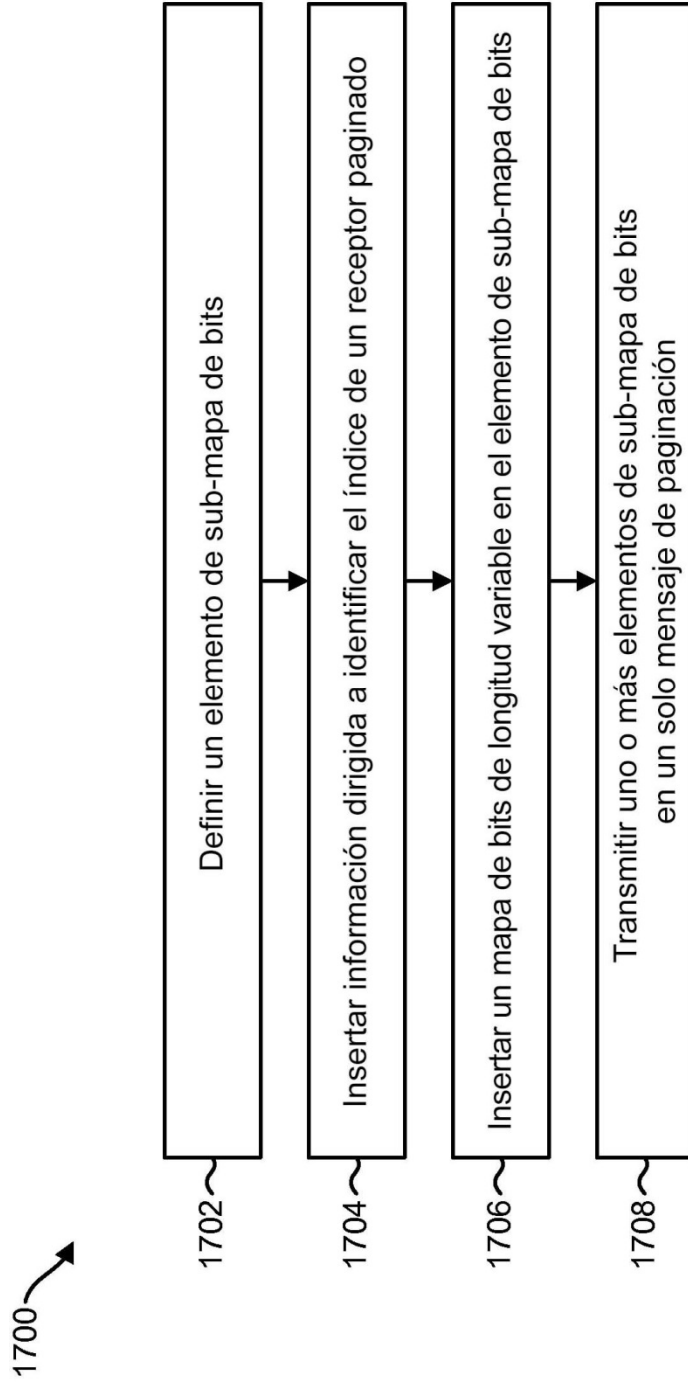 1700
1702
Definir un elemento de sub-mapa de bits
1704
Insertar información dirigida a identificar el índice de un receptor paginado
1706
Insertar un mapa de bits de longitud variable en el elemento de sub-mapa de bits
1708
Transmitir uno o más elementos de sub-mapa de bits
en un solo mensaje de paginación